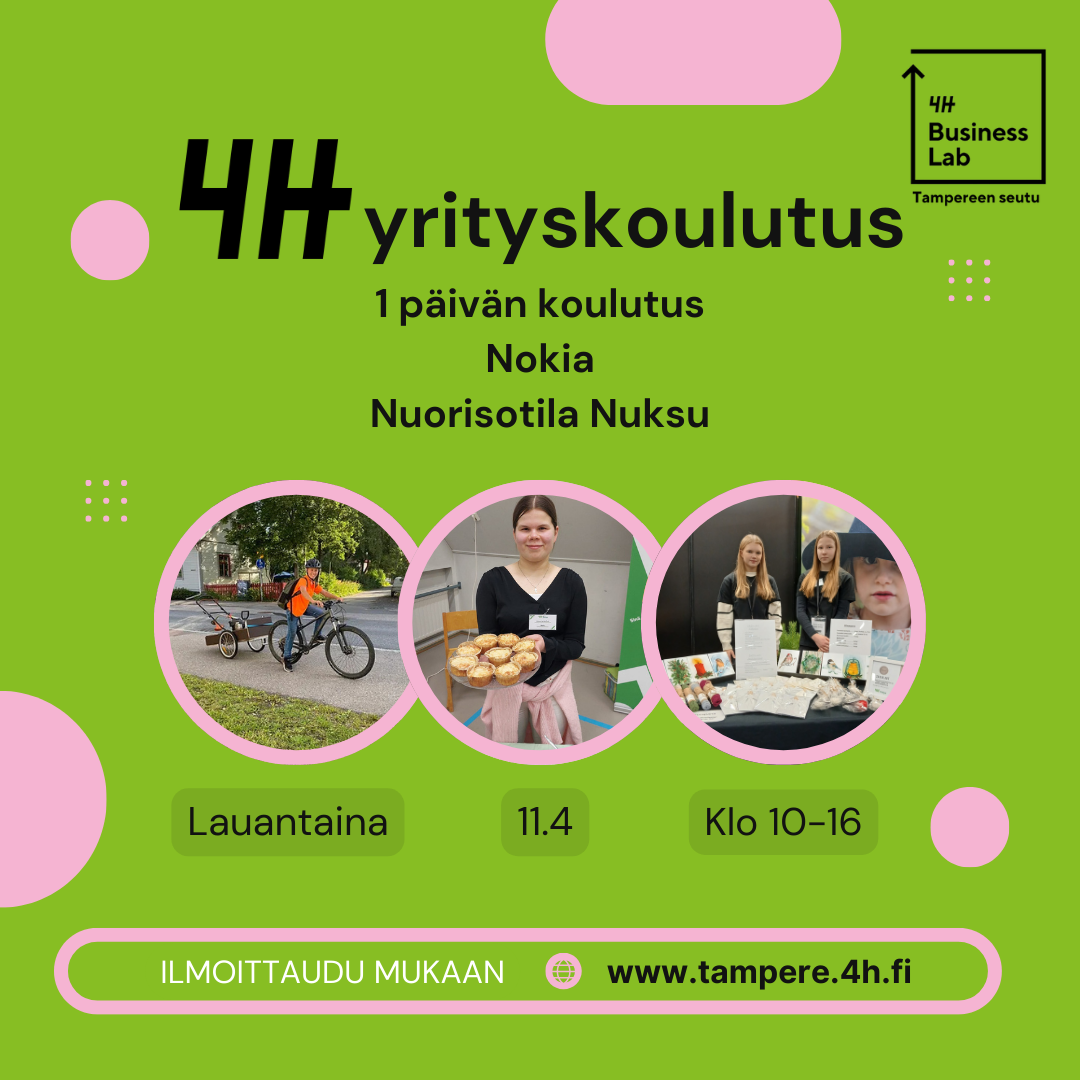 4H
Business
Lab
Tampereen seutu
4H yrityskoulutus
1 päivän koulutus
Nokia
Nuorisotila Nuksu
Lauantaina
11.4
Klo 10-16
ILMOITTAUDU MUKAAN
www.tampere.4h.fi